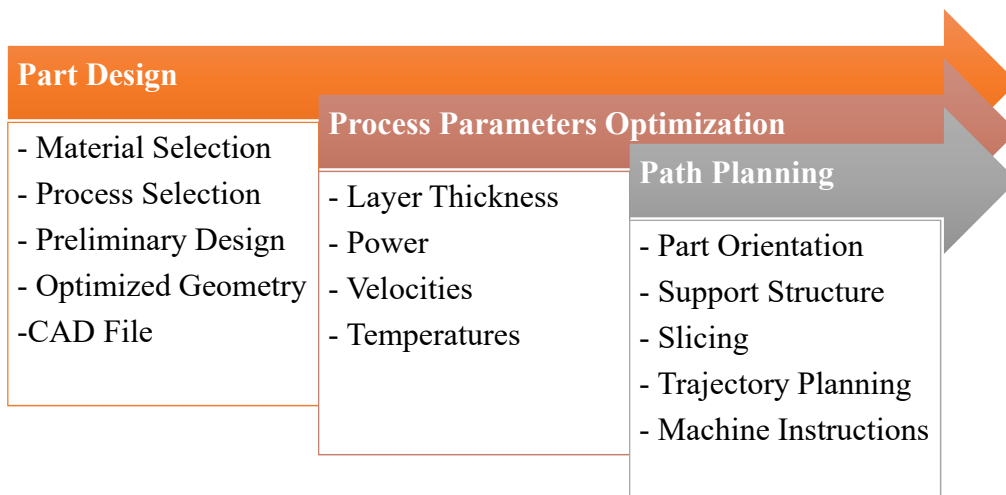 Part Design
- Material Selection
- Process Selection
- Preliminary Design
- Optimized Geometry
-CAD File
Process Parameters Optimization
- Layer Thickness
- Power
- Velocities
- Temperatures
Path Planning
- Part Orientation
- Support Structure
- Slicing
- Trajectory Planning
- Machine Instructions